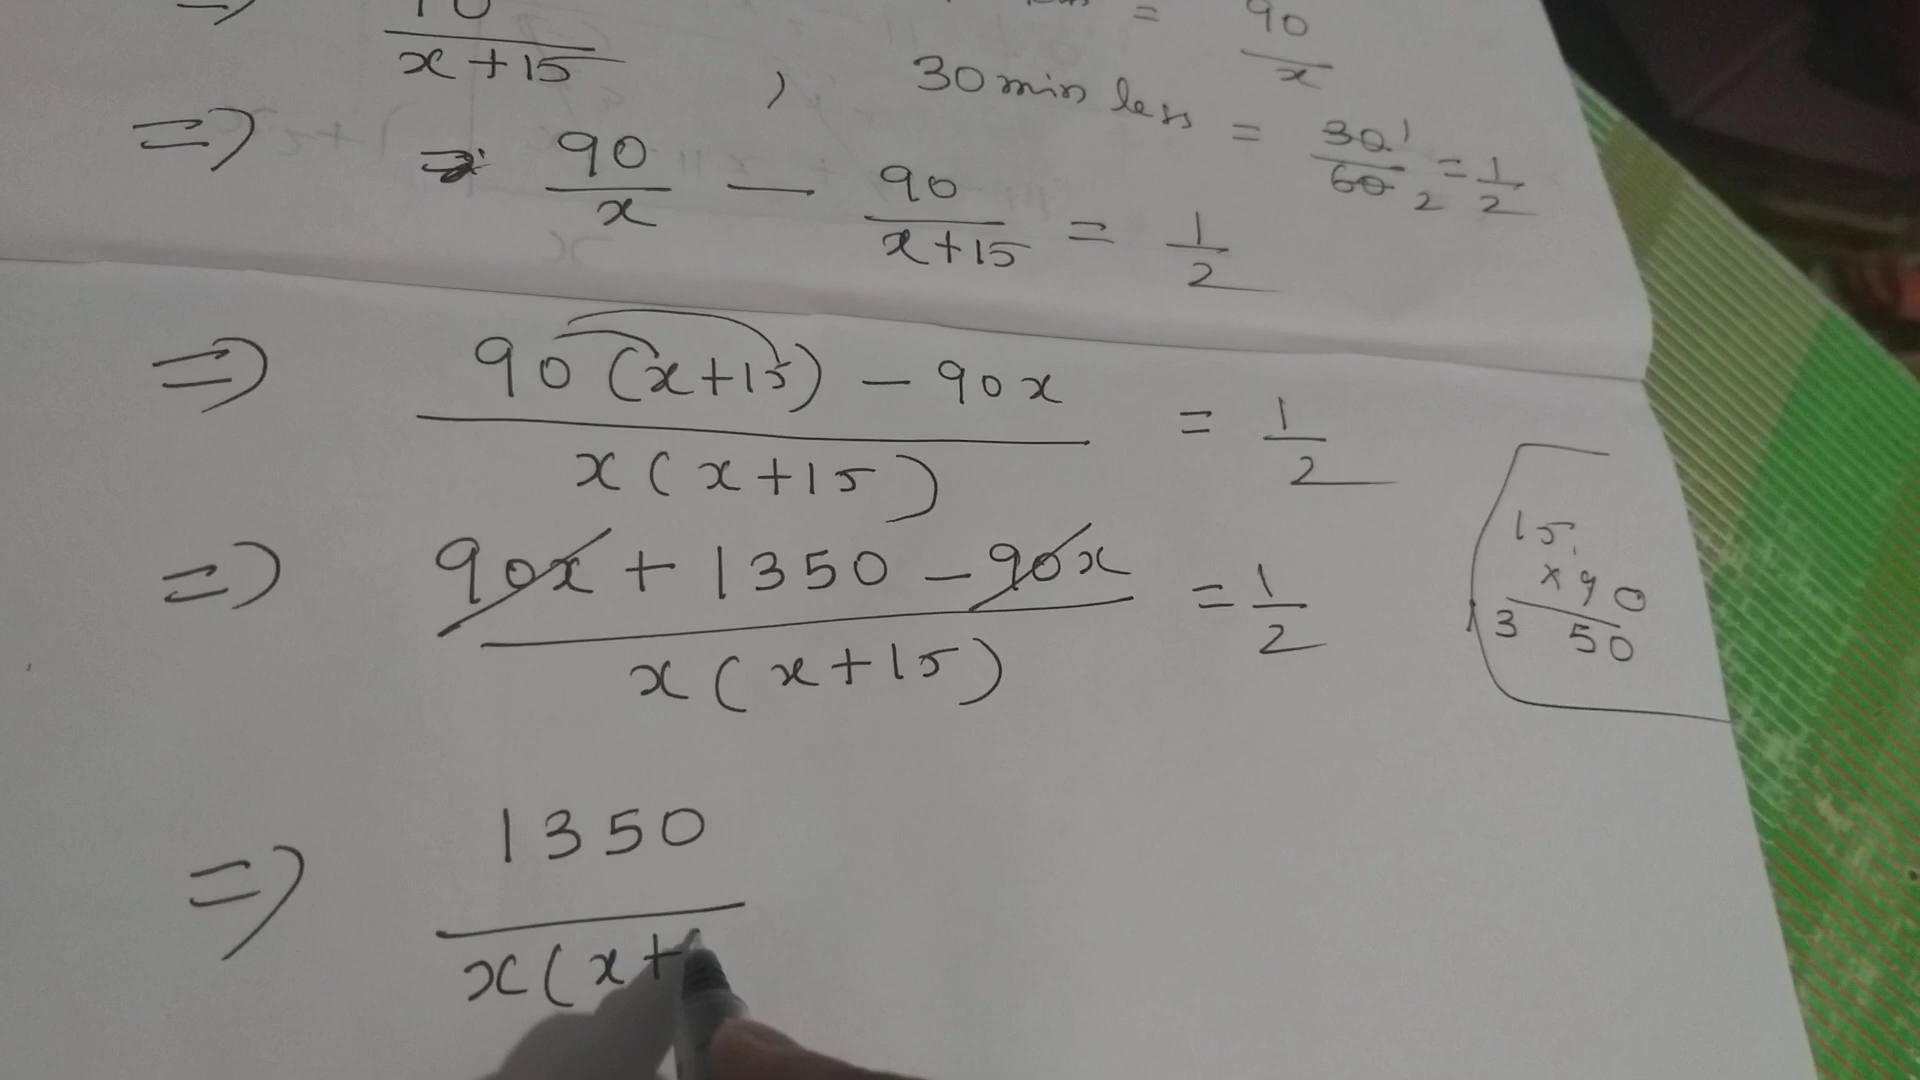 => 90/x+15 , = 90/x
30 min less = 30/60 = 1/2
=> => 90/x — 90/x+15 = 1/2
=> 90(x+15) - 90x / x(x+15) = 1/2
=> 90x + 1350 - 90x / x(x+15) = 1/2
15
x90
1350
=> 1350 / x(x+